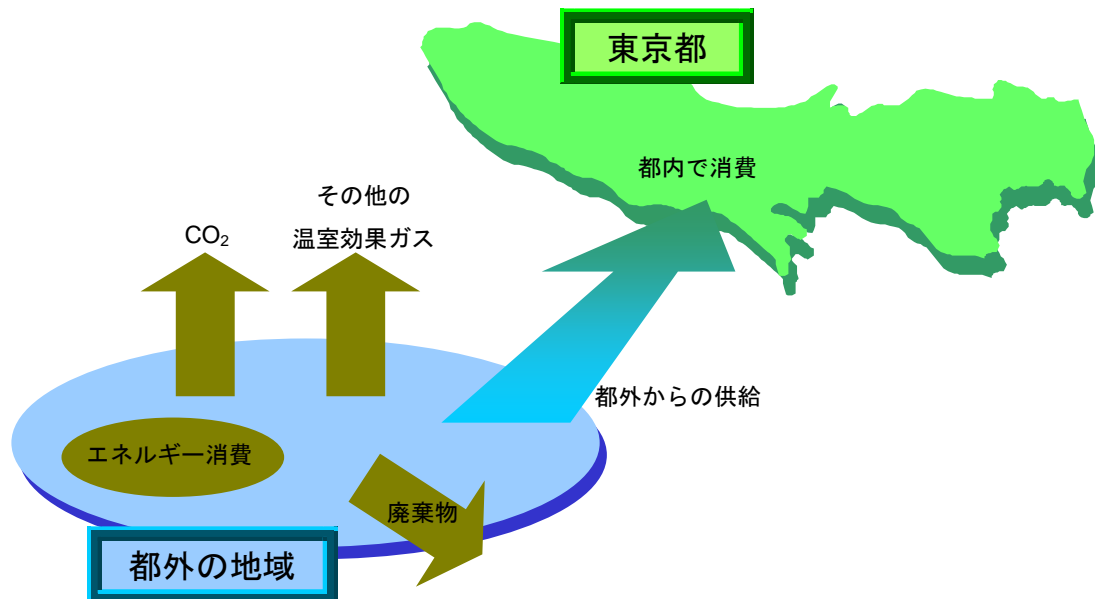 東京都
都内で消費
その他の
温室効果ガス
CO₂
都外からの供給
エネルギー消費
廃棄物
都外の地域